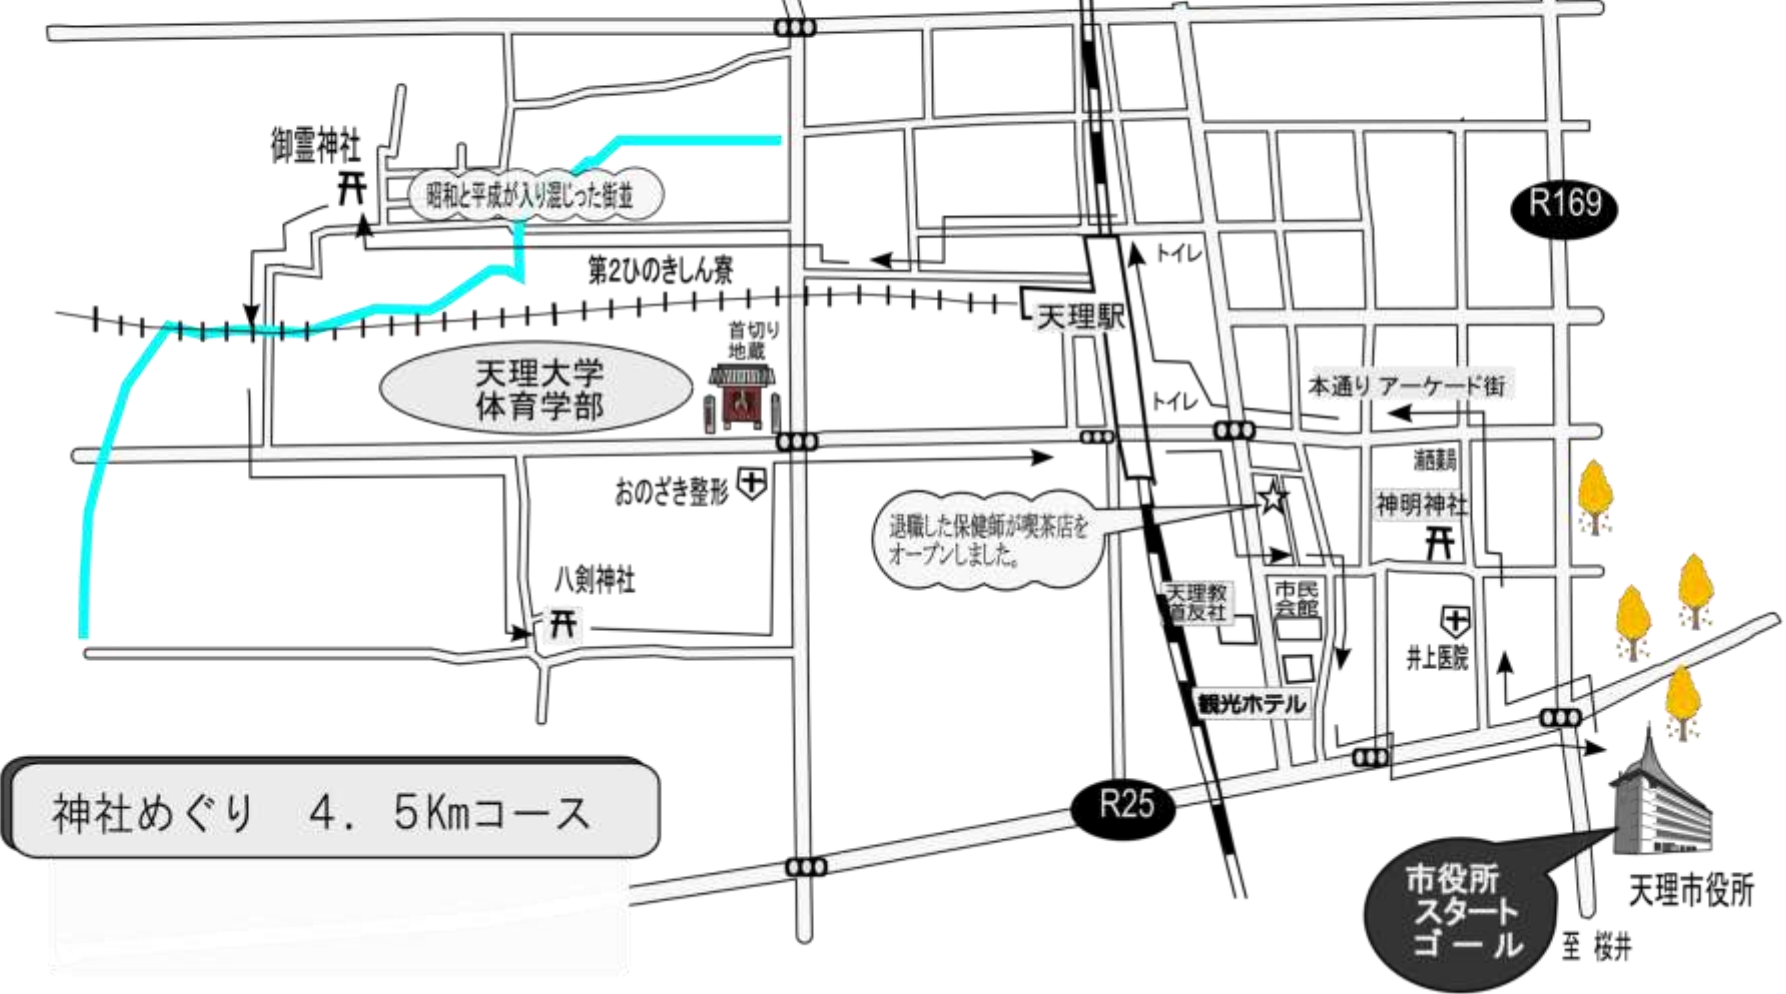 御霊神社
昭和と平成が入り混じった街並
R169
トイレ
第2ひのきしん寮
天理駅
首切り
地蔵
天理大学
体育学部
本通り アーケード街
トイレ
浦西薬局
おのざき整形
神明神社
退職した保健師が喫茶店を
オープンしました。
八剣神社
天理教
道友社
市民
会館
井上医院
観光ホテル
神社めぐり 4．5Kmコース
R25
市役所
スタート
ゴール
天理市役所
至 桜井